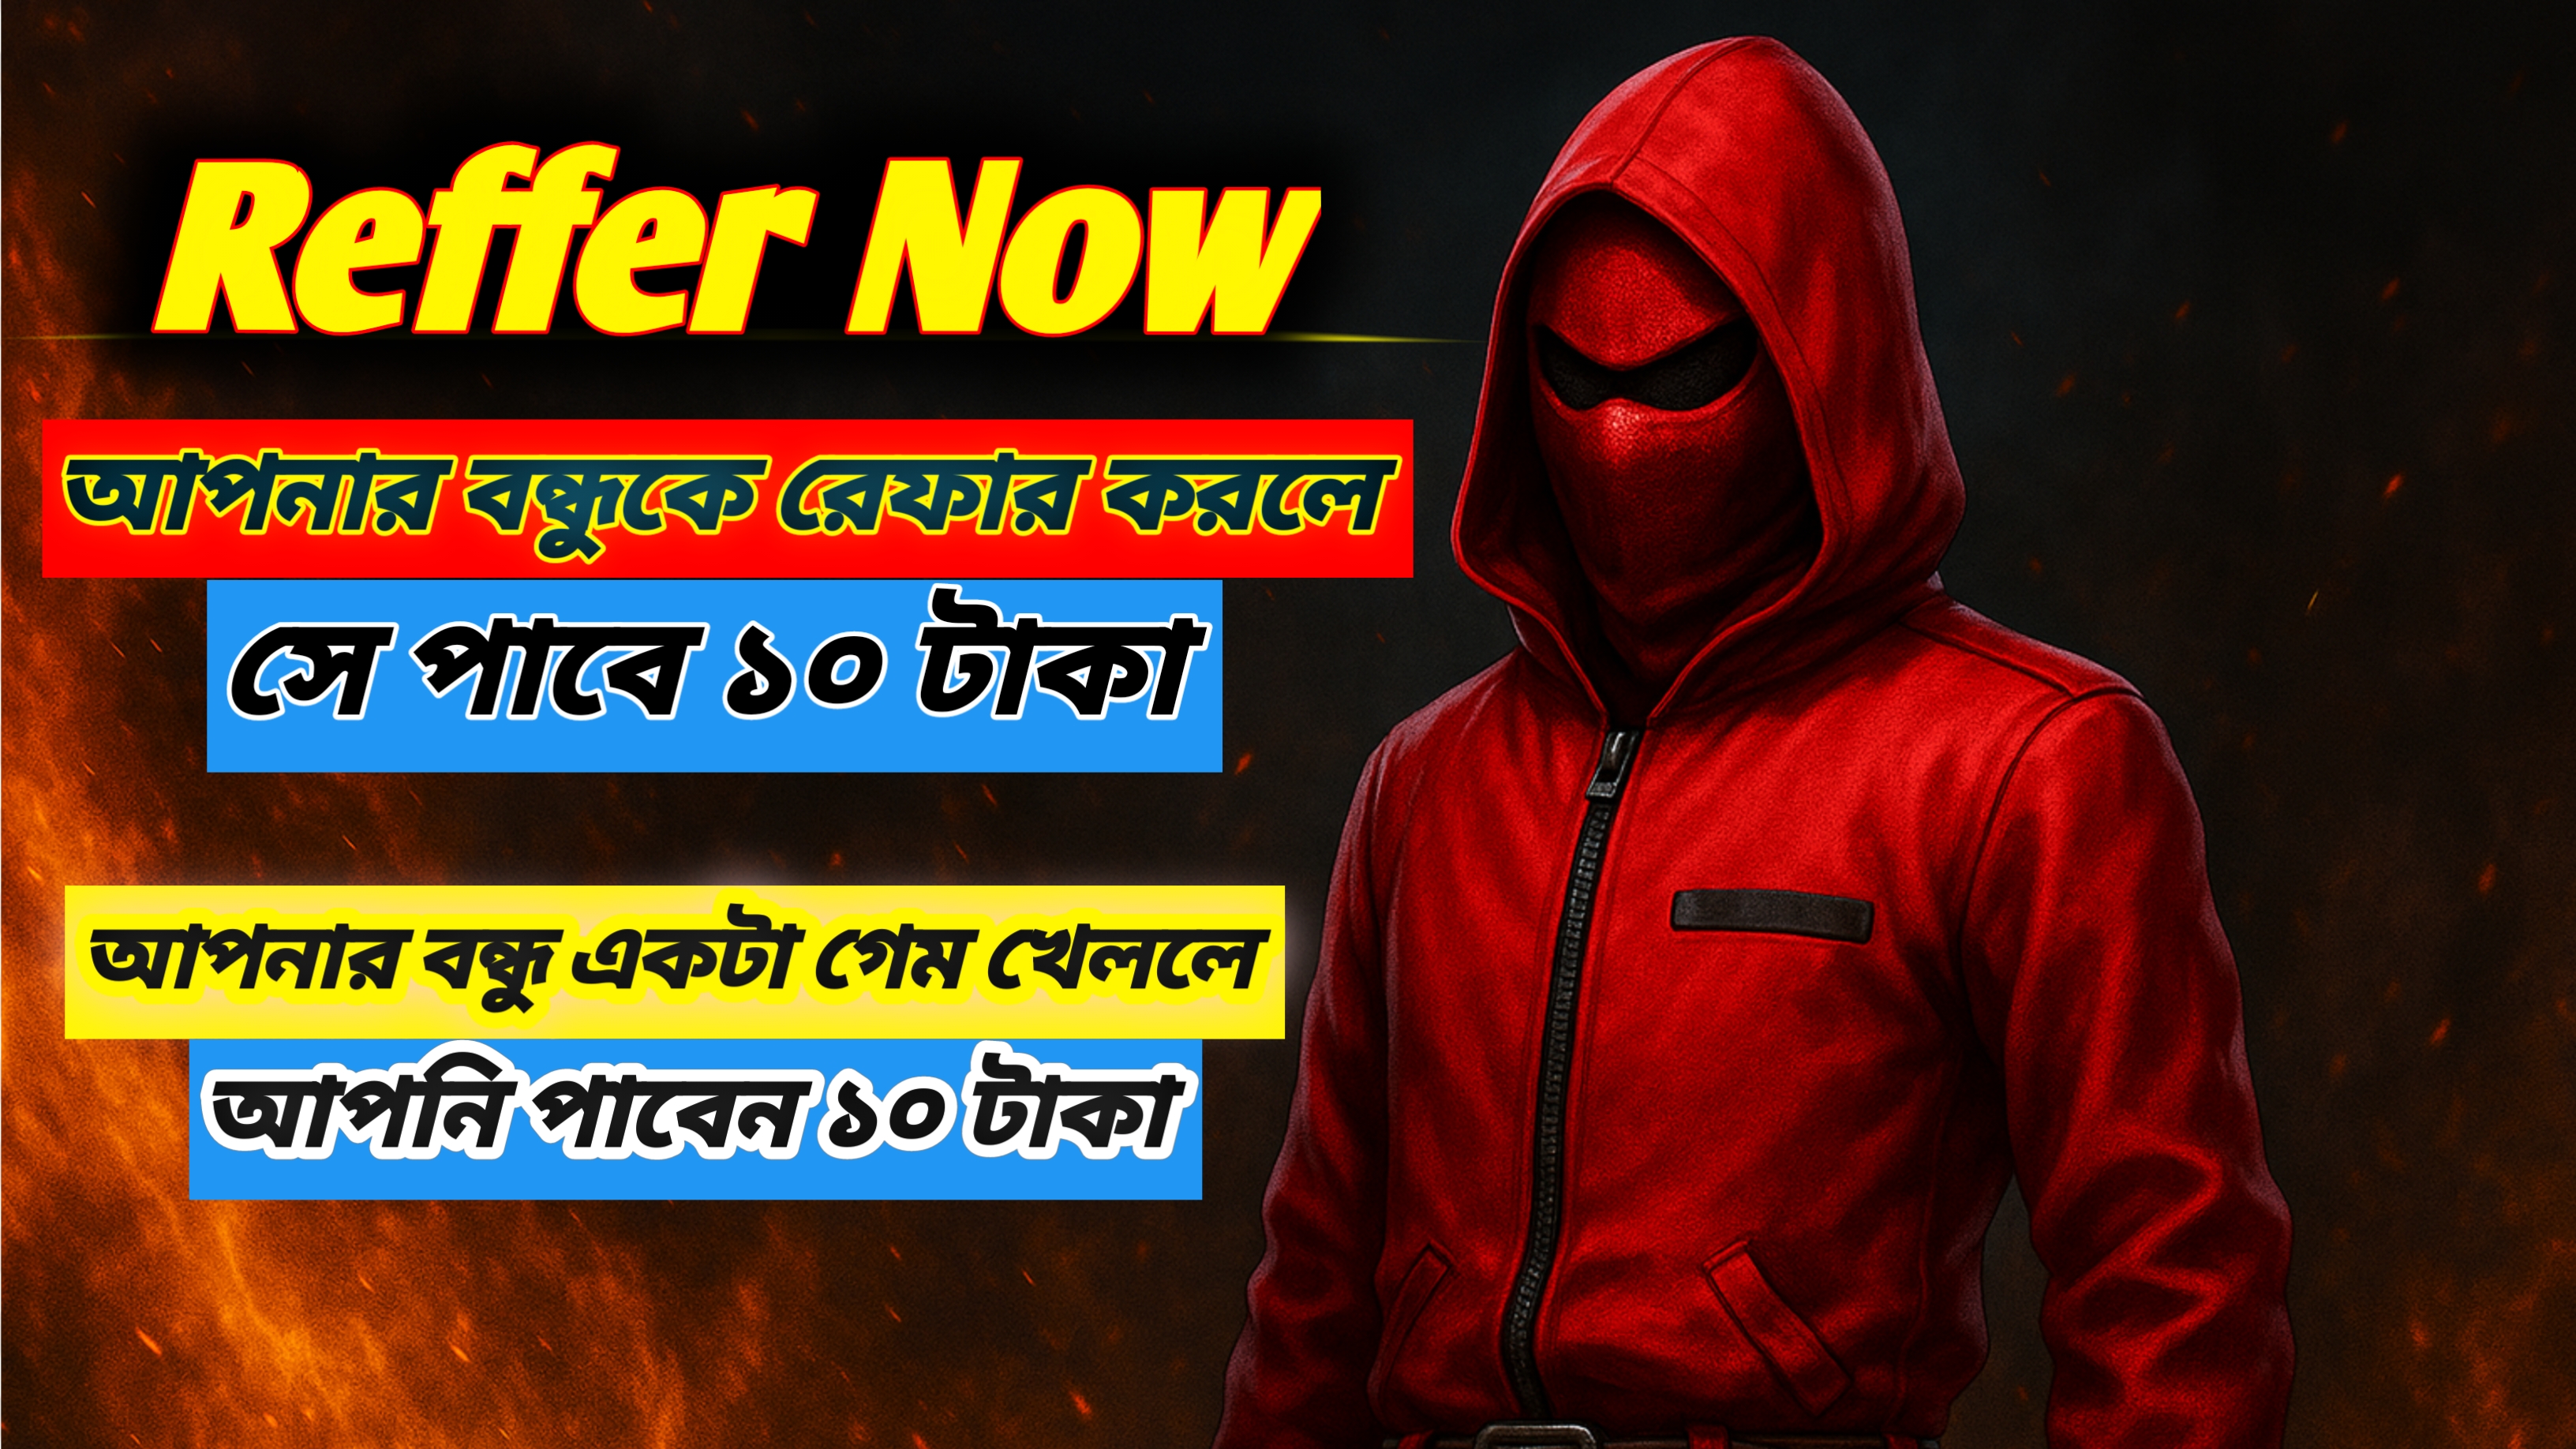 Reffer Now
আপনার বন্ধুকে রেফার করলে
সে পাবে ১০ টাকা
আপনার বন্ধু একটা গেম খেললে
আপনি পাবেন ১০ টাকা